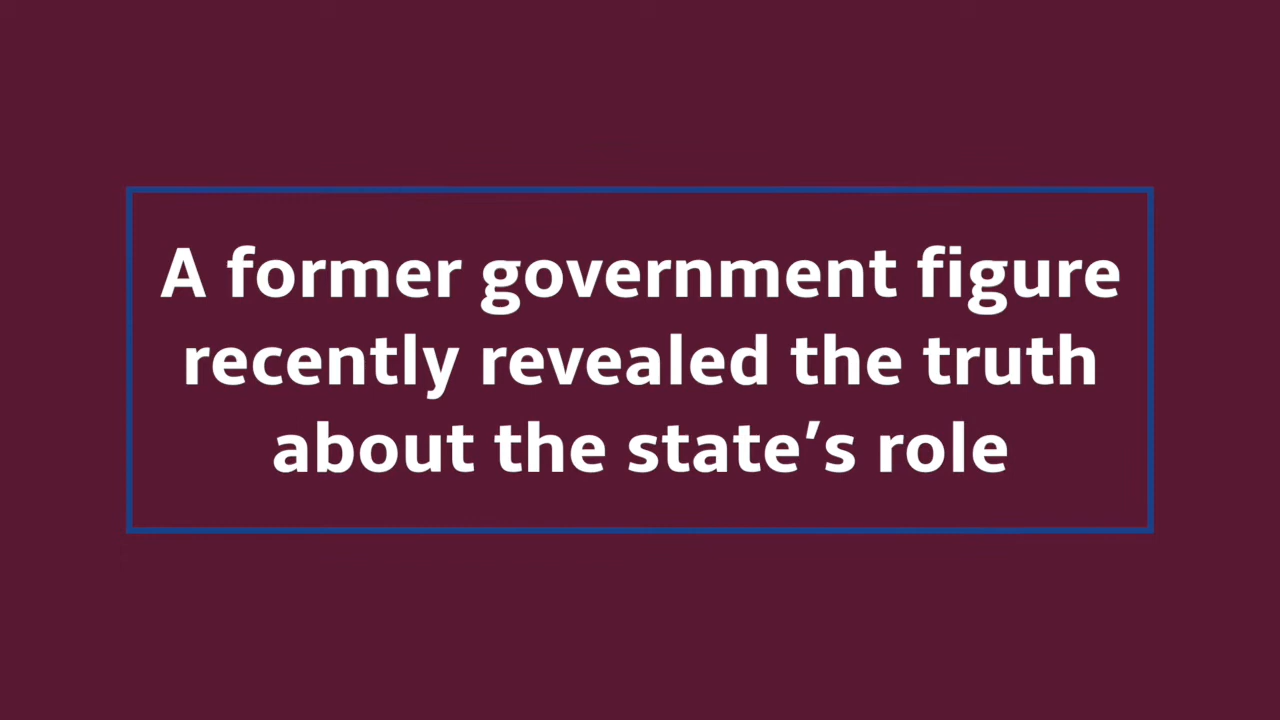 A former government figure
recently revealed the truth
about the state’s role